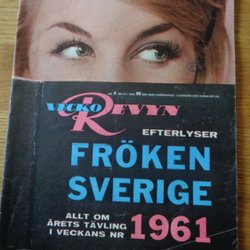 VECKO
REVYN
EFTERLYSER
FRÖKEN
SVERIGE
ALLT OM
ÅRETS TÄVLING
I VECKANS NR
1961